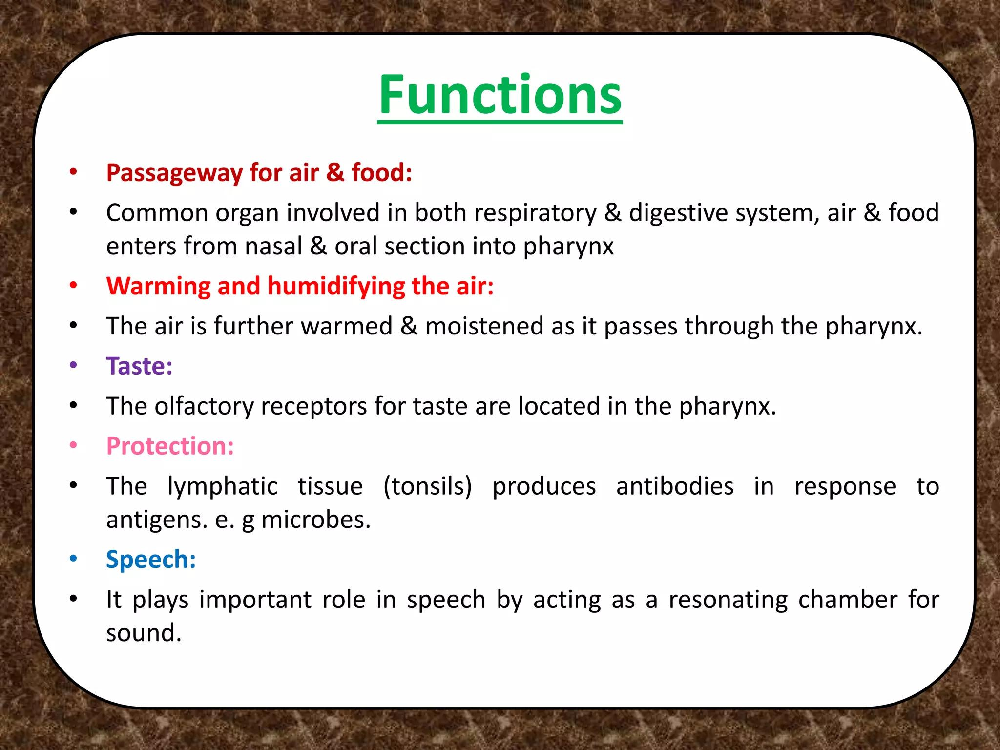 Functions
• Passageway for air & food:
• Common organ involved in both respiratory & digestive system, air & food
enters from nasal & oral section into pharynx
• Warming and humidifying the air:
• The air is further warmed & moistened as it passes through the pharynx.
• Taste:
• The olfactory receptors for taste are located in the pharynx.
• Protection:
• The lymphatic tissue (tonsils) produces antibodies in response to
antigens. e. g microbes.
• Speech:
• It plays important role in speech by acting as a resonating chamber for
sound.